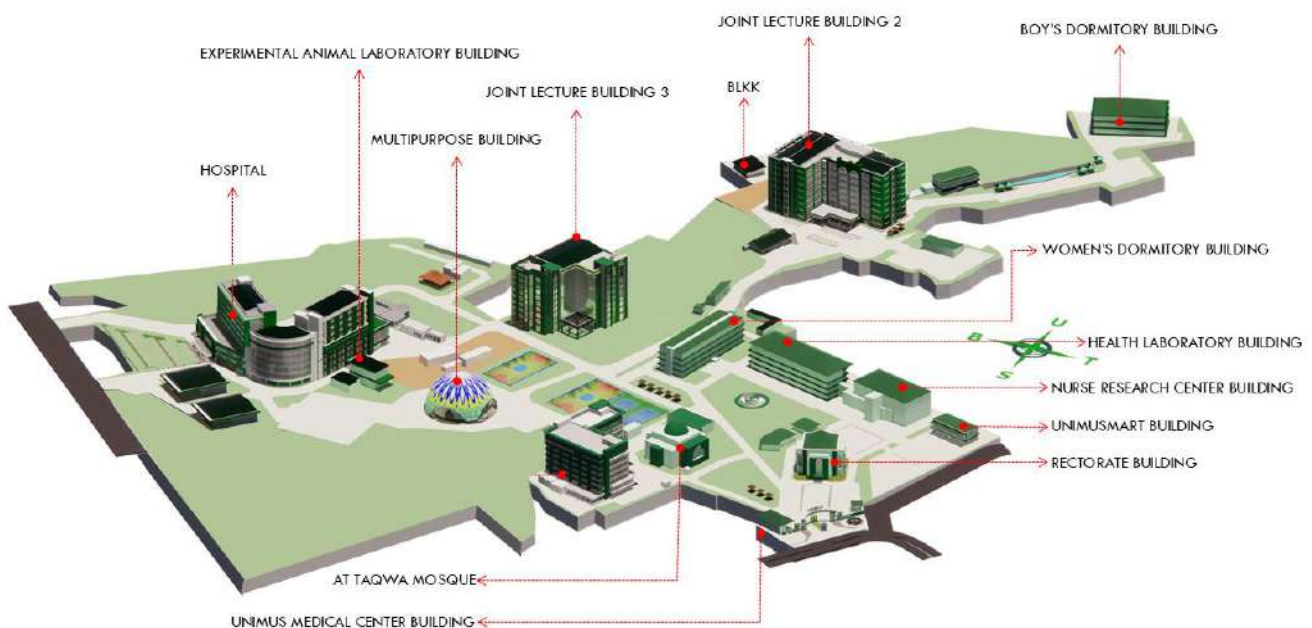 JOINT LECTURE BUILDING 2
BOY'S DORMITORY BUILDING
EXPERIMENTAL ANIMAL LABORATORY BUILDING
JOINT LECTURE BUILDING 3
BLKK
MULTIPURPOSE BUILDING
HOSPITAL
WOMEN'S DORMITORY BUILDING
U
B
T
S
HEALTH LABORATORY BUILDING
NURSE RESEARCH CENTER BUILDING
UNIMUSMART BUILDING
RECTORATE BUILDING
AT TAQWA MOSQUE
UNIMUS MEDICAL CENTER BUILDING